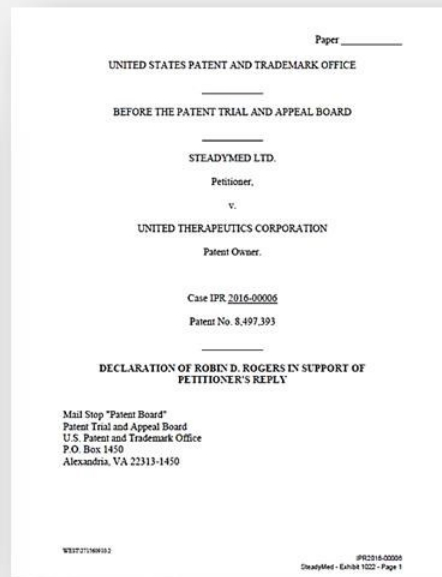 Paper ____________
UNITED STATES PATENT AND TRADEMARK OFFICE
BEFORE THE PATENT TRIAL AND APPEAL BOARD
STEADYMED LTD.
Petitioner,
v.
UNITED THERAPEUTICS CORPORATION
Patent Owner.
Case IPR 2016-00006
Patent No. 8,497,393
DECLARATION OF ROBIN D. ROGERS IN SUPPORT OF
PETITIONER'S REPLY
Mail Stop "Patent Board"
Patent Trial and Appeal Board
U.S. Patent and Trademark Office
P.O. Box 1450
Alexandria, VA 22313-1450
IPR2016-00006
SteadyMed - Exhibit 1022 - Page 1